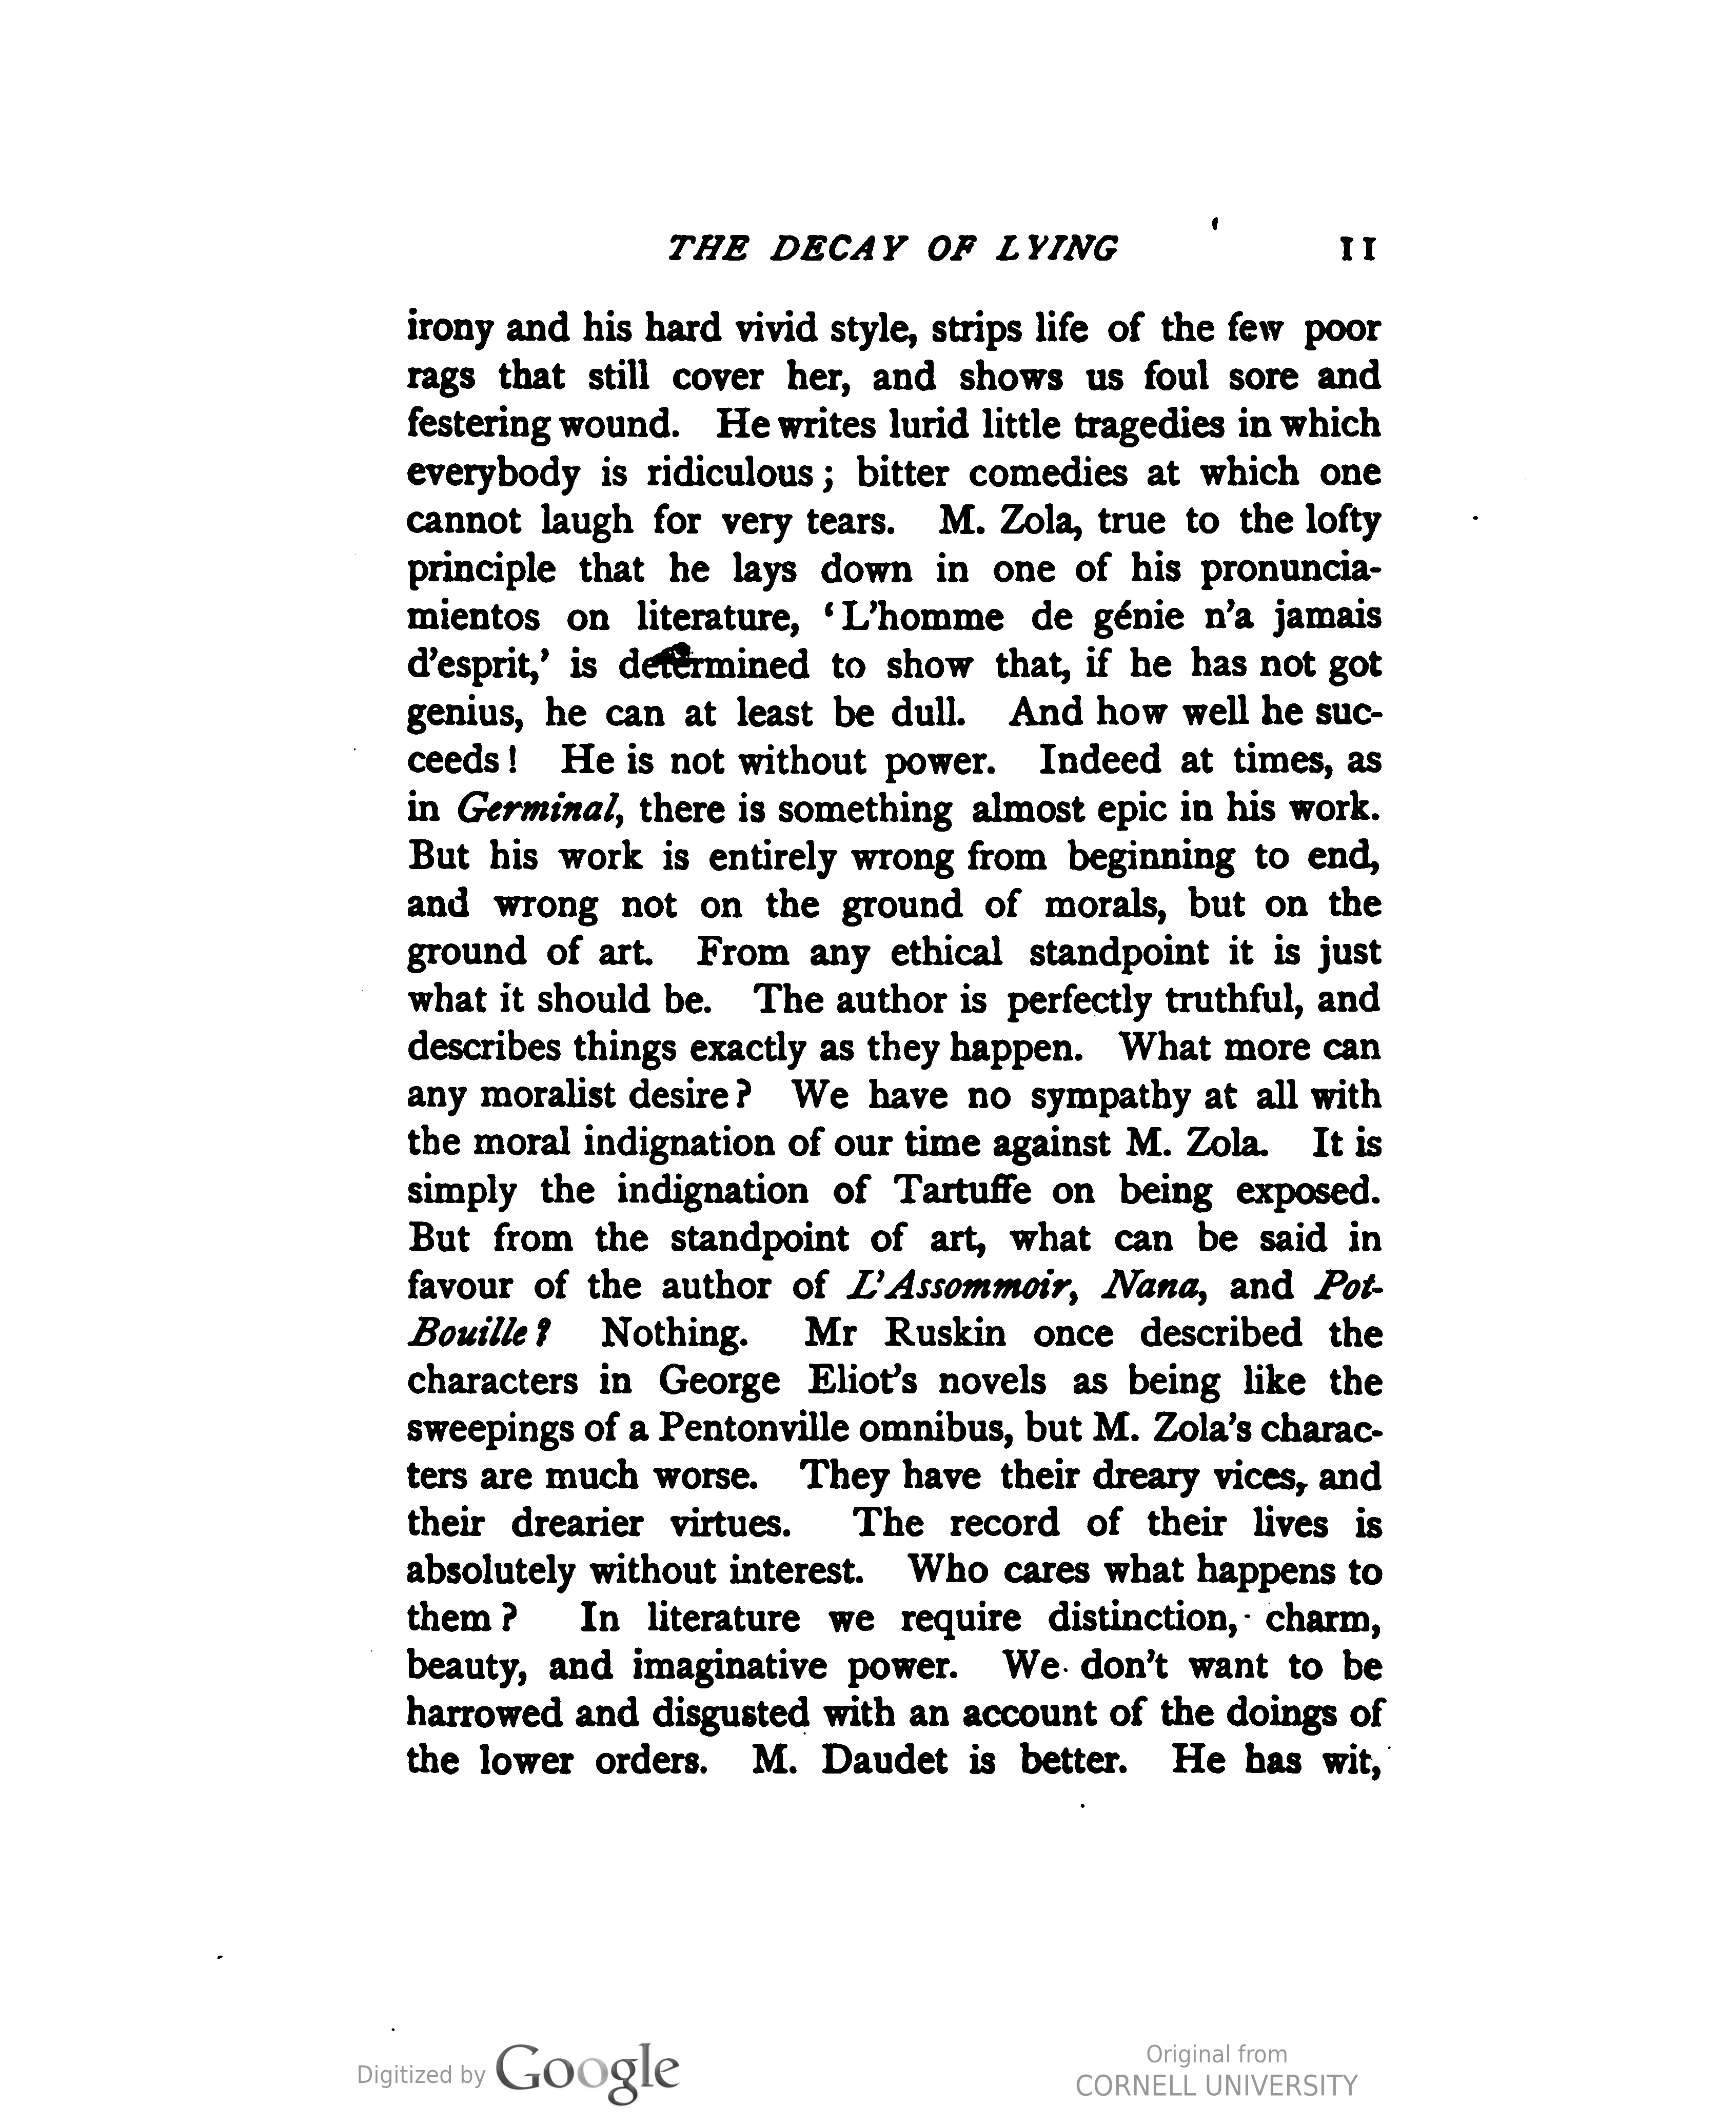 THE DECAY OF LYING 11
irony and his hard vivid style, strips life of the few poor
rags that still cover her, and shows us foul sore and
festering wound. He writes lurid little tragedies in which
everybody is ridiculous; bitter comedies at which one
cannot laugh for very tears. M. Zola, true to the lofty
principle that he lays down in one of his pronuncia-
mientos on literature, ‘L’homme de génie n’a jamais
d’esprit,’ is determined to show that, if he has not got
genius, he can at least be dull. And how well he suc-
ceeds! He is not without power. Indeed at times, as
in Germinal, there is something almost epic in his work.
But his work is entirely wrong from beginning to end,
and wrong not on the ground of morals, but on the
ground of art. From any ethical standpoint it is just
what it should be. The author is perfectly truthful, and
describes things exactly as they happen. What more can
any moralist desire? We have no sympathy at all with
the moral indignation of our time against M. Zola. It is
simply the indignation of Tartuffe on being exposed.
But from the standpoint of art, what can be said in
favour of the author of L’Assommoir, Nana, and Pot-
Bouille? Nothing. Mr Ruskin once described the
characters in George Eliot’s novels as being like the
sweepings of a Pentonville omnibus, but M. Zola’s charac-
ters are much worse. They have their dreary vices, and
their drearier virtues. The record of their lives is
absolutely without interest. Who cares what happens to
them? In literature we require distinction, charm,
beauty, and imaginative power. We don’t want to be
harrowed and disgusted with an account of the doings of
the lower orders. M. Daudet is better. He has wit,
Digitized by Google
Original from
CORNELL UNIVERSITY